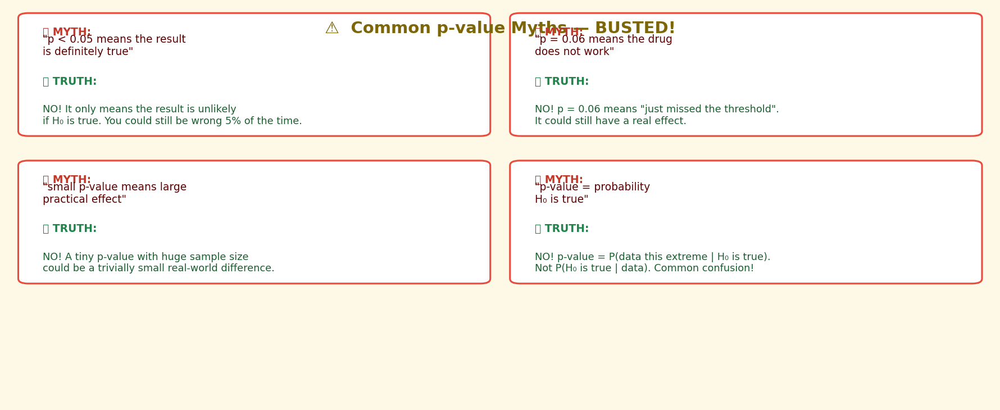 ⚠ Common p-value Myths — BUSTED!
MYTH:
"p < 0.05 means the result
is definitely true"
TRUTH:
NO! It only means the result is unlikely
if H₀ is true. You could still be wrong 5% of the time.
MYTH:
"p = 0.06 means the drug
does not work"
TRUTH:
NO! p = 0.06 means "just missed the threshold".
It could still have a real effect.
MYTH:
"small p-value means large
practical effect"
TRUTH:
NO! A tiny p-value with huge sample size
could be a trivially small real-world difference.
MYTH:
"p-value = probability
H₀ is true"
TRUTH:
NO! p-value = P(data this extreme | H₀ is true).
Not P(H₀ is true | data). Common confusion!